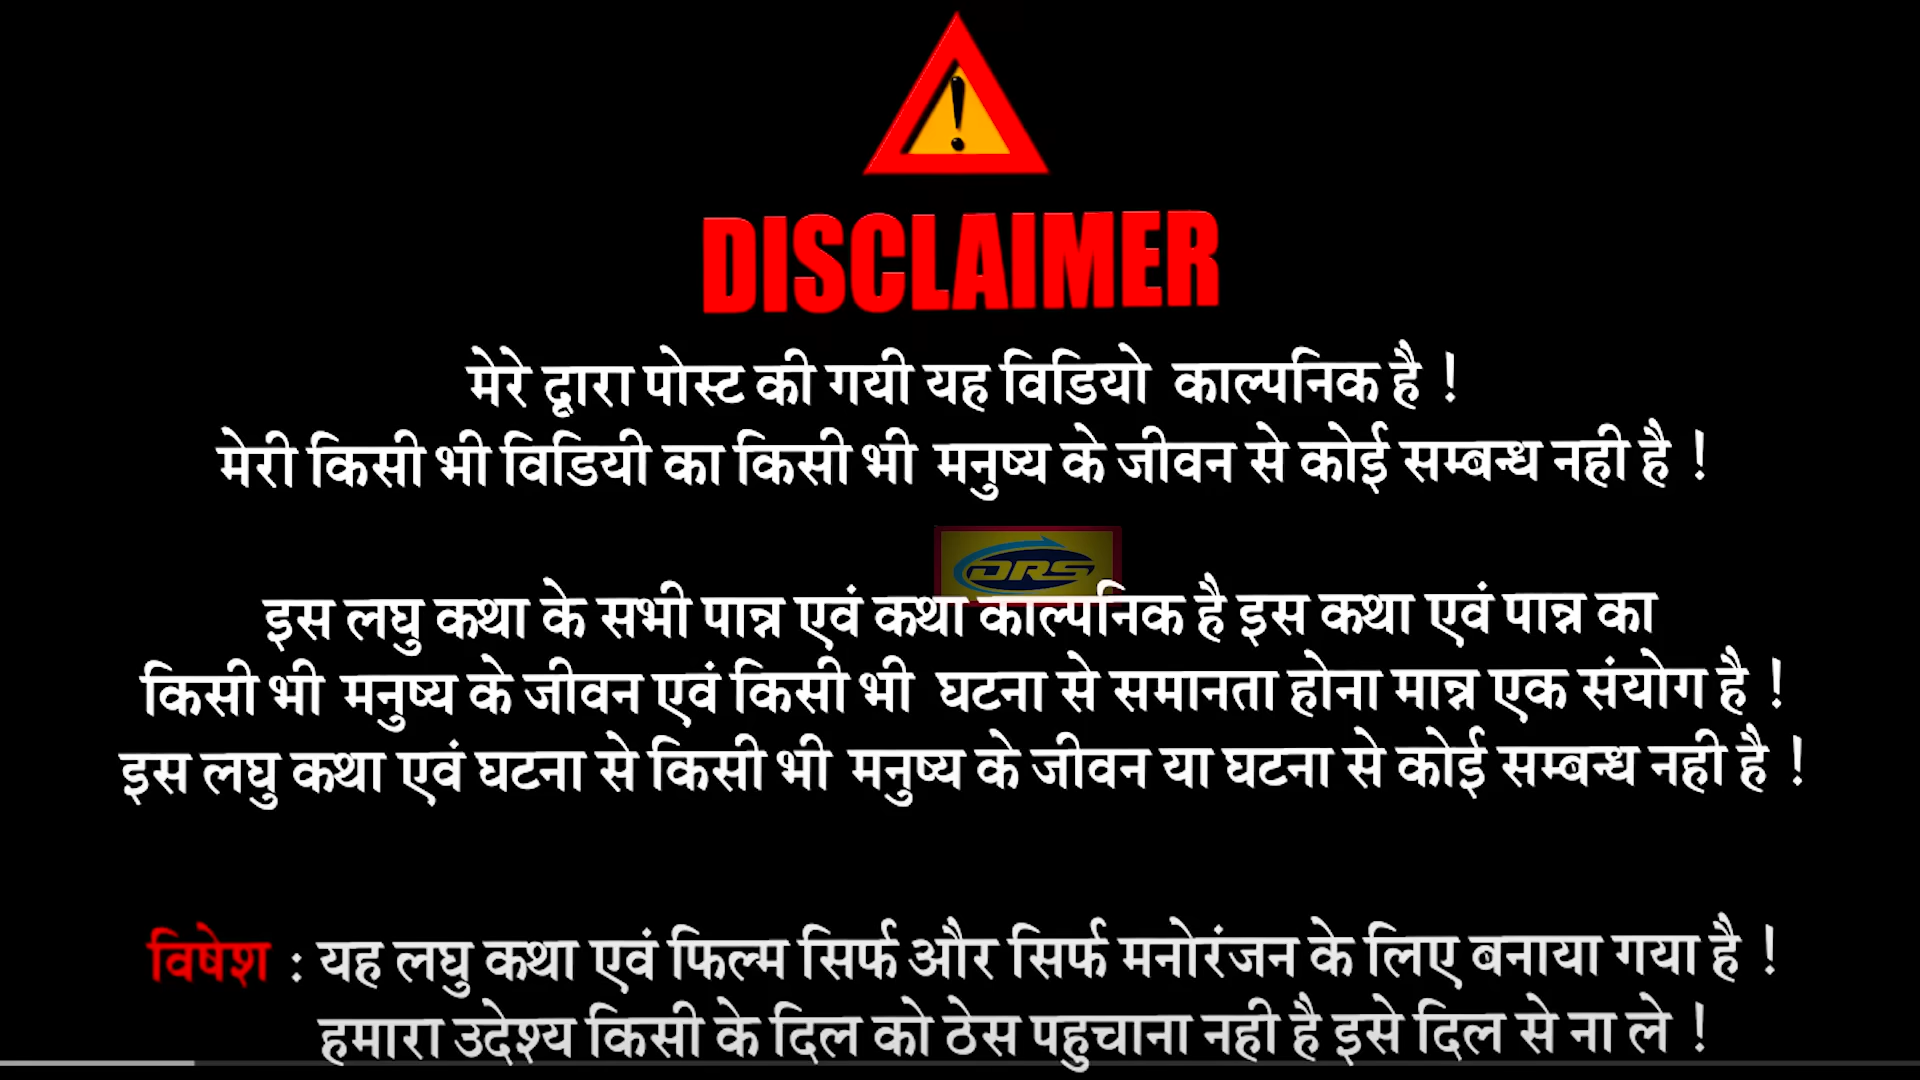 DISCLAIMER
मेरे द्वारा पोस्ट की गयी यह विडियो काल्पनिक है !
मेरी किसी भी विडियी का किसी भी मनुष्य के जीवन से कोई सम्बन्ध नही है !
DRS
इस लघु कथा के सभी पान्न एवं कथा काल्पनिक है इस कथा एवं पान्न का
किसी भी मनुष्य के जीवन एवं किसी भी घटना से समानता होना मान्न एक संयोग है !
इस लघु कथा एवं घटना से किसी भी मनुष्य के जीवन या घटना से कोई सम्बन्ध नही है !
विषेश : यह लघु कथा एवं फिल्म सिर्फ और सिर्फ मनोरंजन के लिए बनाया गया है !
हमारा उदेश्य किसी के दिल को ठेस पहुचाना नही है इसे दिल से ना ले !